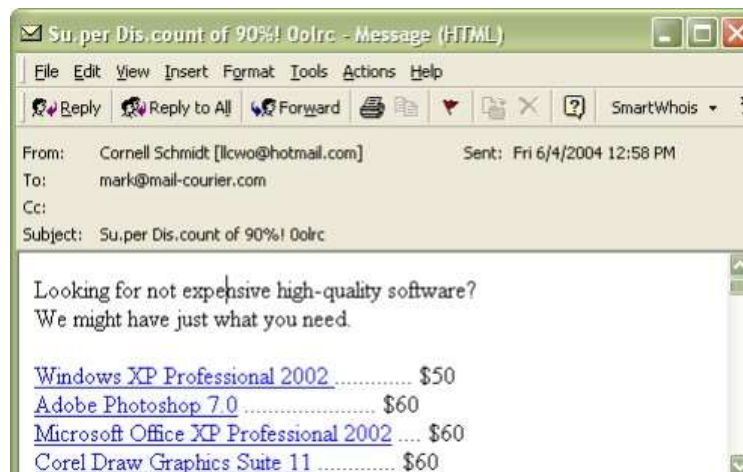 Su.per Dis.count of 90%! 0olrc - Message (HTML)
File Edit View Insert Format Tools Actions Help
Reply Reply to All Forward SmartWhois
From: Cornell Schmidt [llcwo@hotmail.com] Sent: Fri 6/4/2004 12:58 PM
To: mark@mail-courier.com
Cc:
Subject: Su.per Dis.count of 90%! 0olrc
Looking for not expensive high-quality software?
We might have just what you need.
Windows XP Professional 2002 ............. $50
Adobe Photoshop 7.0 ...................... $60
Microsoft Office XP Professional 2002 .... $60
Corel Draw Graphics Suite 11 ............. $60